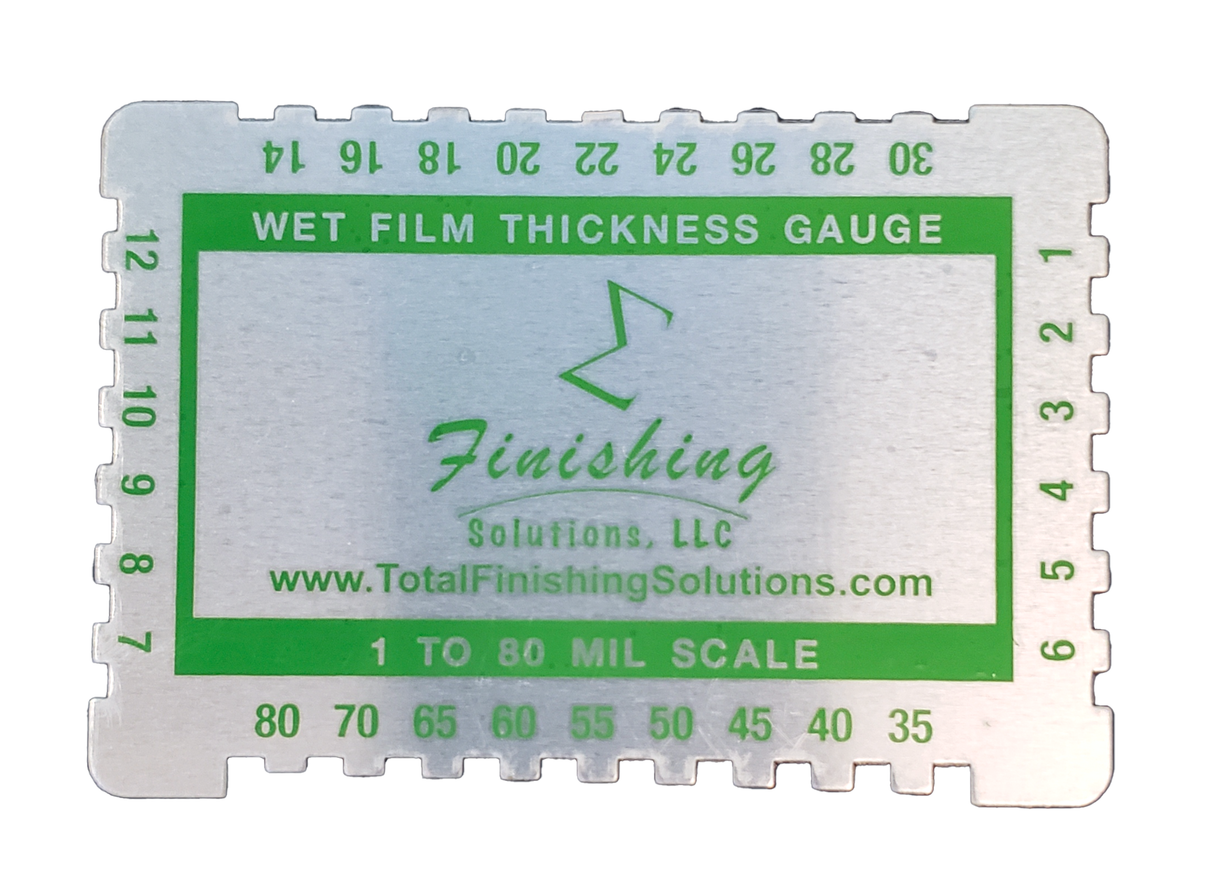 14 16 18 20 22 24 26 28 30
WET FILM THICKNESS GAUGE
12
11
10
9
8
7
1
2
3
4
5
6
Finishing
Solutions, LLC
www.TotalFinishingSolutions.com
1 TO 80 MIL SCALE
80 70 65 60 55 50 45 40 35